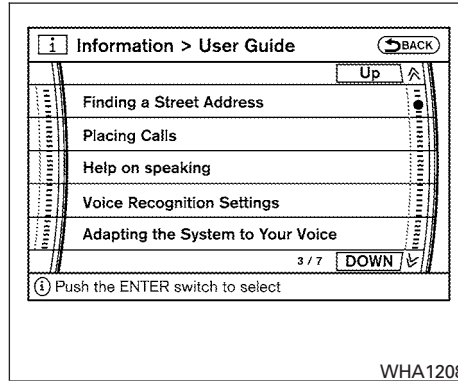 i Information > User Guide BACK
Up
Finding a Street Address
Placing Calls
Help on speaking
Voice Recognition Settings
Adapting the System to Your Voice
3 / 7 DOWN
i Push the ENTER switch to select
WHA1208